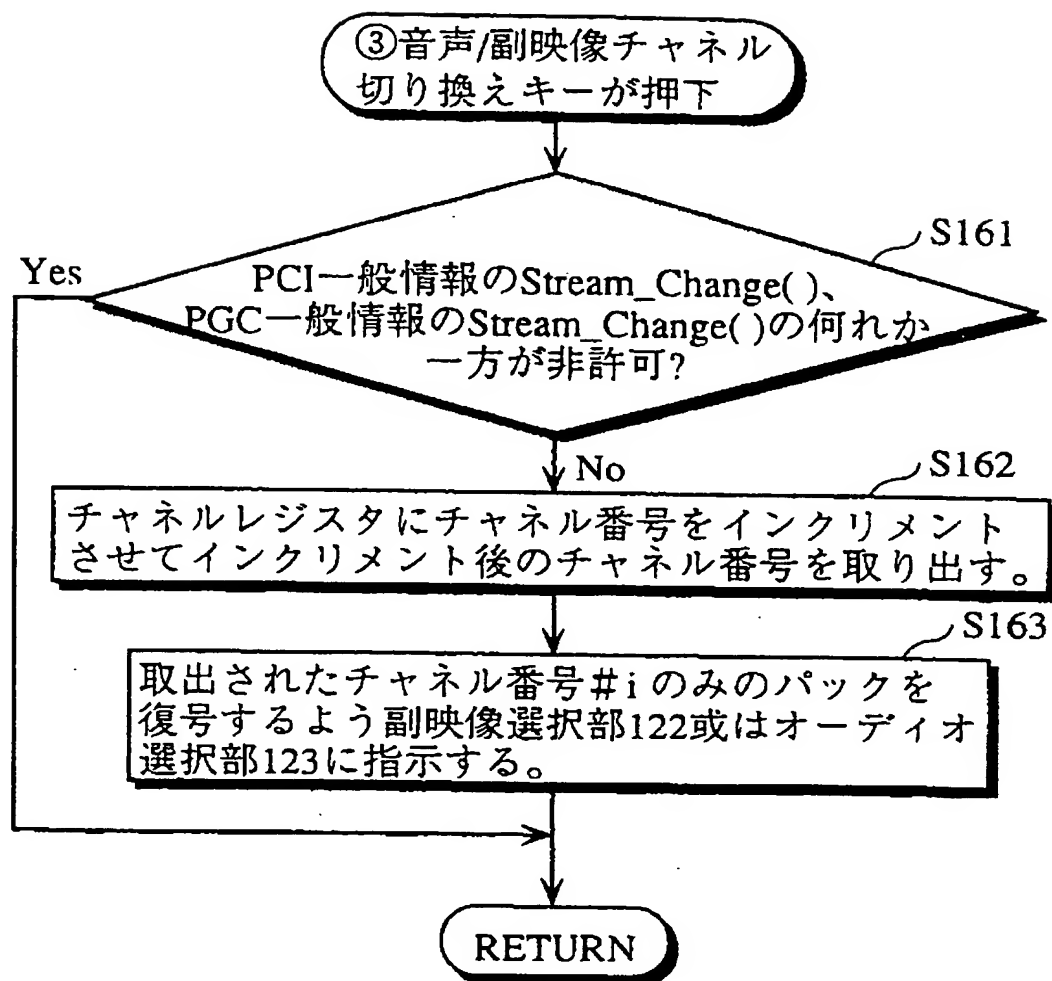 ③音声/副映像チャネル
切り換えキーが押下
S161
Yes
PCI一般情報のStream_Change( )、
PGC一般情報のStream_Change( )の何れか
一方が非許可?
No
S162
チャネルレジスタにチャネル番号をインクリメント
させてインクリメント後のチャネル番号を取り出す。
S163
取出されたチャネル番号#iのみのパックを
復号するよう副映像選択部122或はオーディオ
選択部123に指示する。
RETURN